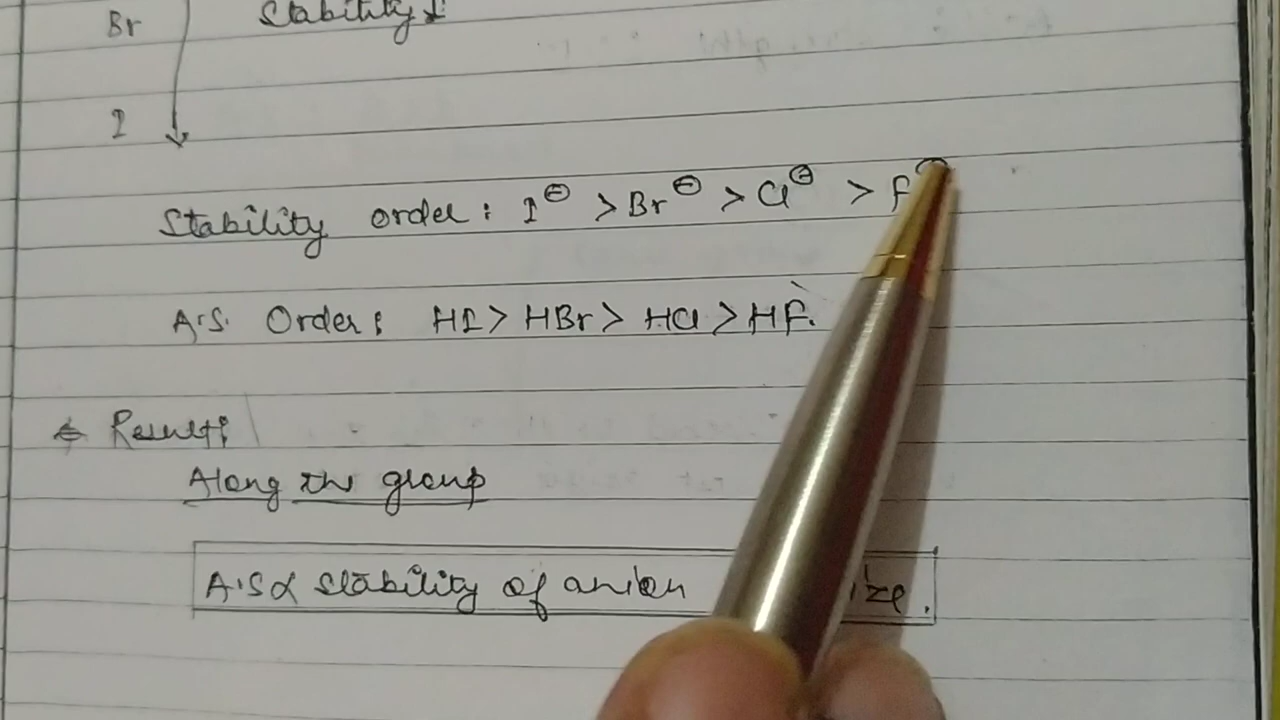 Br Stability↓
I
Stability order : I⊖ > Br⊖ > Cl⊖ > F
A.S. Order : HI > HBr > HCl > HF.
Result;
Along the group
A.S ∝ Stability of anion